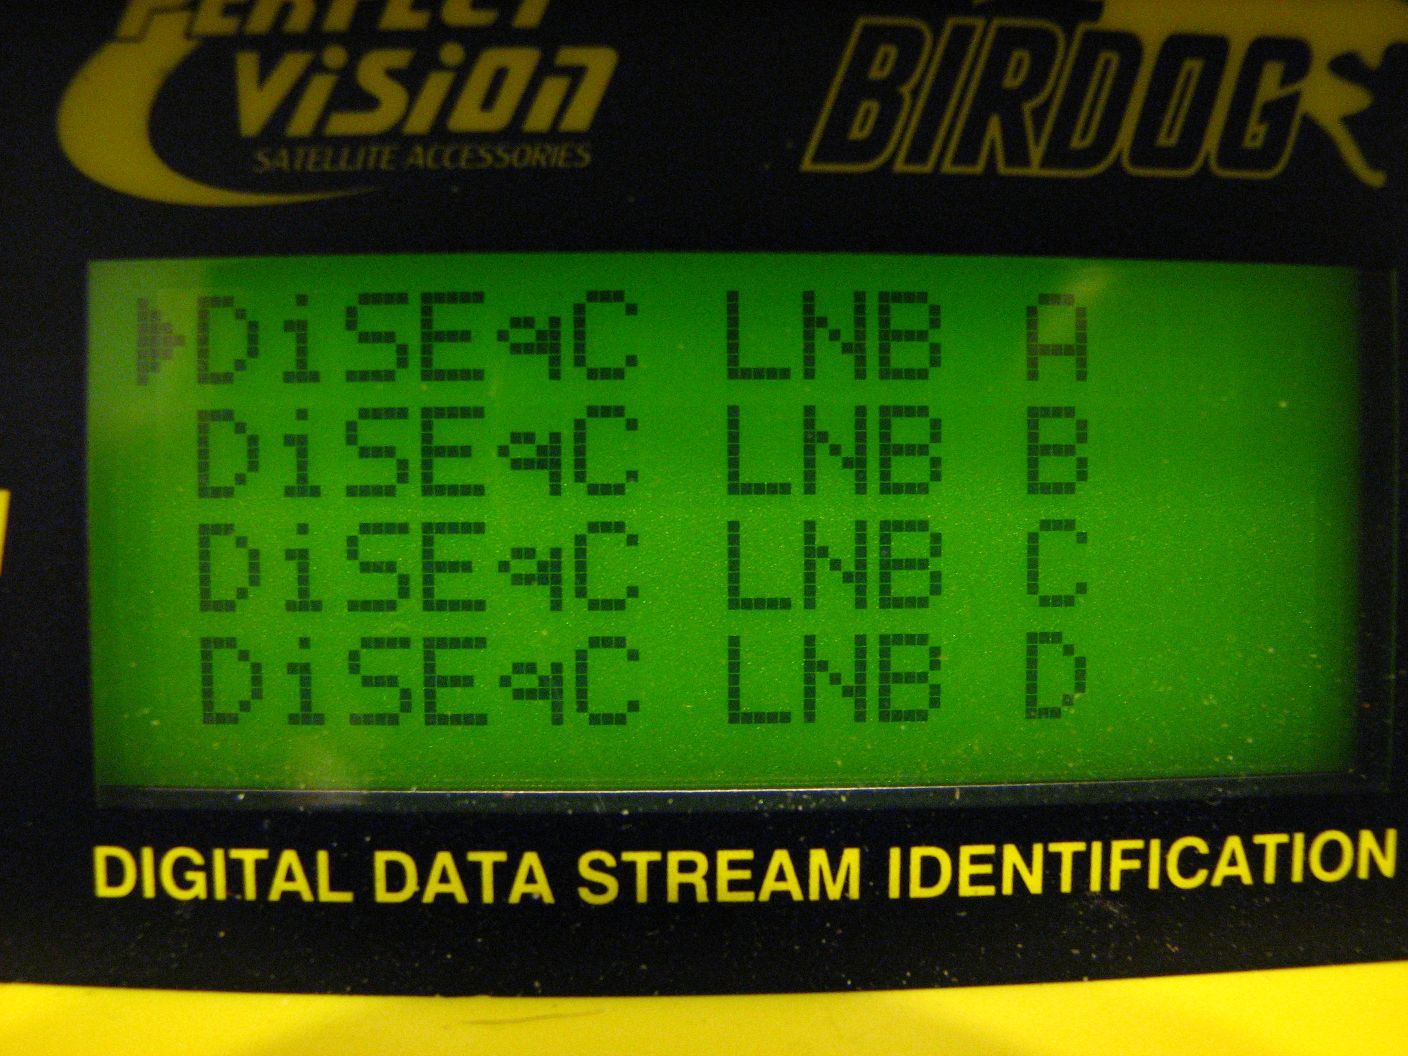 PERFECT
ViSiON
SATELLITE ACCESSORIES
BIRDOG
DiSEqC LNB A
DiSEqC LNB B
DiSEqC LNB C
DiSEqC LNB D
DIGITAL DATA STREAM IDENTIFICATION